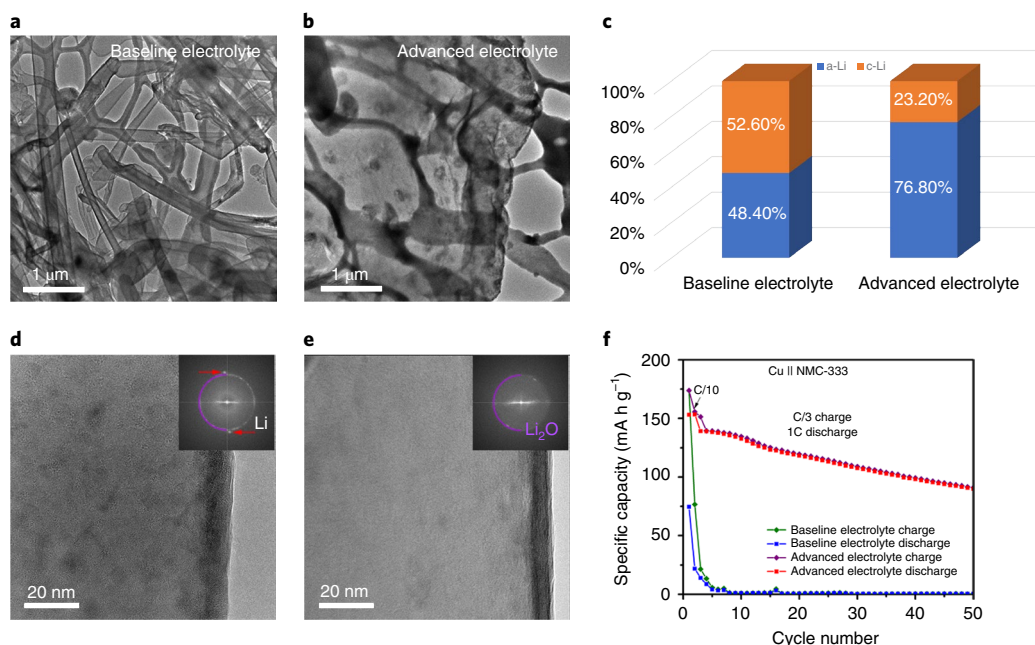 a
Baseline electrolyte
1 µm
b
Advanced electrolyte
1 µm
c
a-Li c-Li
100%
80%
60%
40%
20%
0%
52.60%
48.40%
23.20%
76.80%
Baseline electrolyte
Advanced electrolyte
d
Li
20 nm
e
Li₂O
20 nm
f
Specific capacity (mA h g⁻¹)
200
150
100
50
0
Cu || NMC-333
C/10
C/3 charge
1C discharge
Baseline electrolyte charge
Baseline electrolyte discharge
Advanced electrolyte charge
Advanced electrolyte discharge
0 10 20 30 40 50
Cycle number